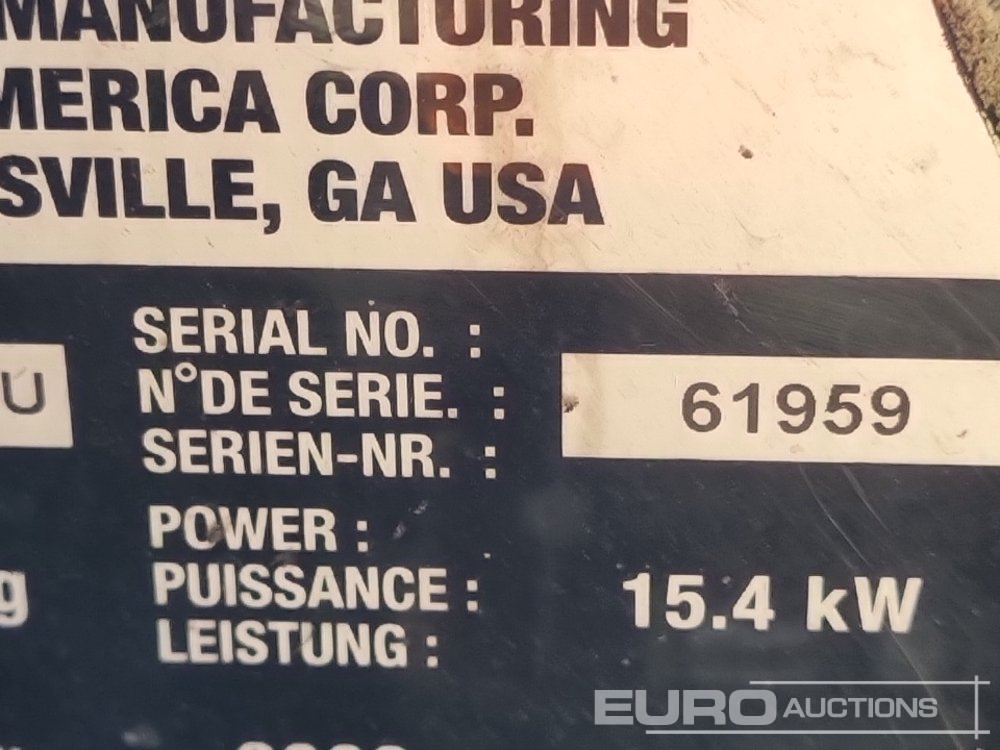 MANUFACTURING
MERICA CORP.
SVILLE, GA USA
SERIAL NO. :
N°DE SERIE. :
SERIEN-NR. :
U
61959
POWER :
PUISSANCE :
LEISTUNG :
g
15.4 kW
EURO AUCTIONS